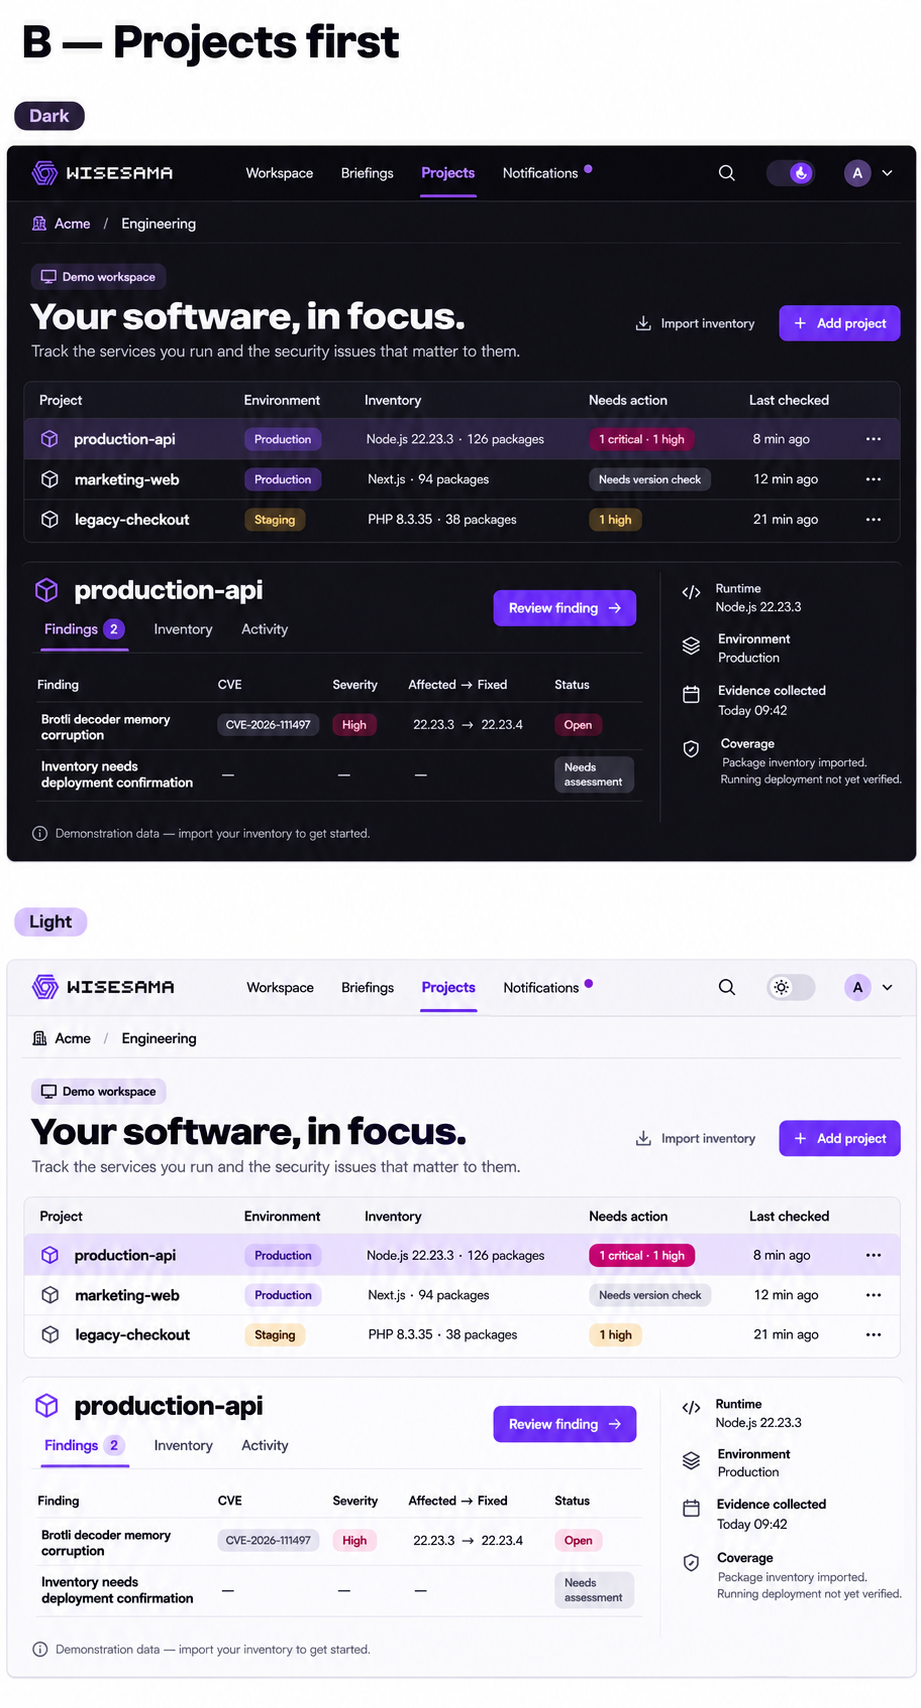 B — Projects first
Dark
WISESAMA Workspace Briefings Projects Notifications A
Acme / Engineering
Demo workspace
Your software, in focus.
Track the services you run and the security issues that matter to them.
Import inventory + Add project
Project Environment Inventory Needs action Last checked
production-api Production Node.js 22.23.3 · 126 packages 1 critical · 1 high 8 min ago
marketing-web Production Next.js · 94 packages Needs version check 12 min ago
legacy-checkout Staging PHP 8.3.35 · 38 packages 1 high 21 min ago
production-api
Review finding →
Findings 2 Inventory Activity
Finding CVE Severity Affected → Fixed Status
Brotli decoder memory
corruption
CVE-2026-111497 High 22.23.3 → 22.23.4 Open
Inventory needs
deployment confirmation
— — — Needs
assessment
Runtime
Node.js 22.23.3
Environment
Production
Evidence collected
Today 09:42
Coverage
Package inventory imported.
Running deployment not yet verified.
Demonstration data — import your inventory to get started.
Light
WISESAMA Workspace Briefings Projects Notifications A
Acme / Engineering
Demo workspace
Your software, in focus.
Track the services you run and the security issues that matter to them.
Import inventory + Add project
Project Environment Inventory Needs action Last checked
production-api Production Node.js 22.23.3 · 126 packages 1 critical · 1 high 8 min ago
marketing-web Production Next.js · 94 packages Needs version check 12 min ago
legacy-checkout Staging PHP 8.3.35 · 38 packages 1 high 21 min ago
production-api
Review finding →
Findings 2 Inventory Activity
Finding CVE Severity Affected → Fixed Status
Brotli decoder memory
corruption
CVE-2026-111497 High 22.23.3 → 22.23.4 Open
Inventory needs
deployment confirmation
— — — Needs
assessment
Runtime
Node.js 22.23.3
Environment
Production
Evidence collected
Today 09:42
Coverage
Package inventory imported.
Running deployment not yet verified.
Demonstration data — import your inventory to get started.